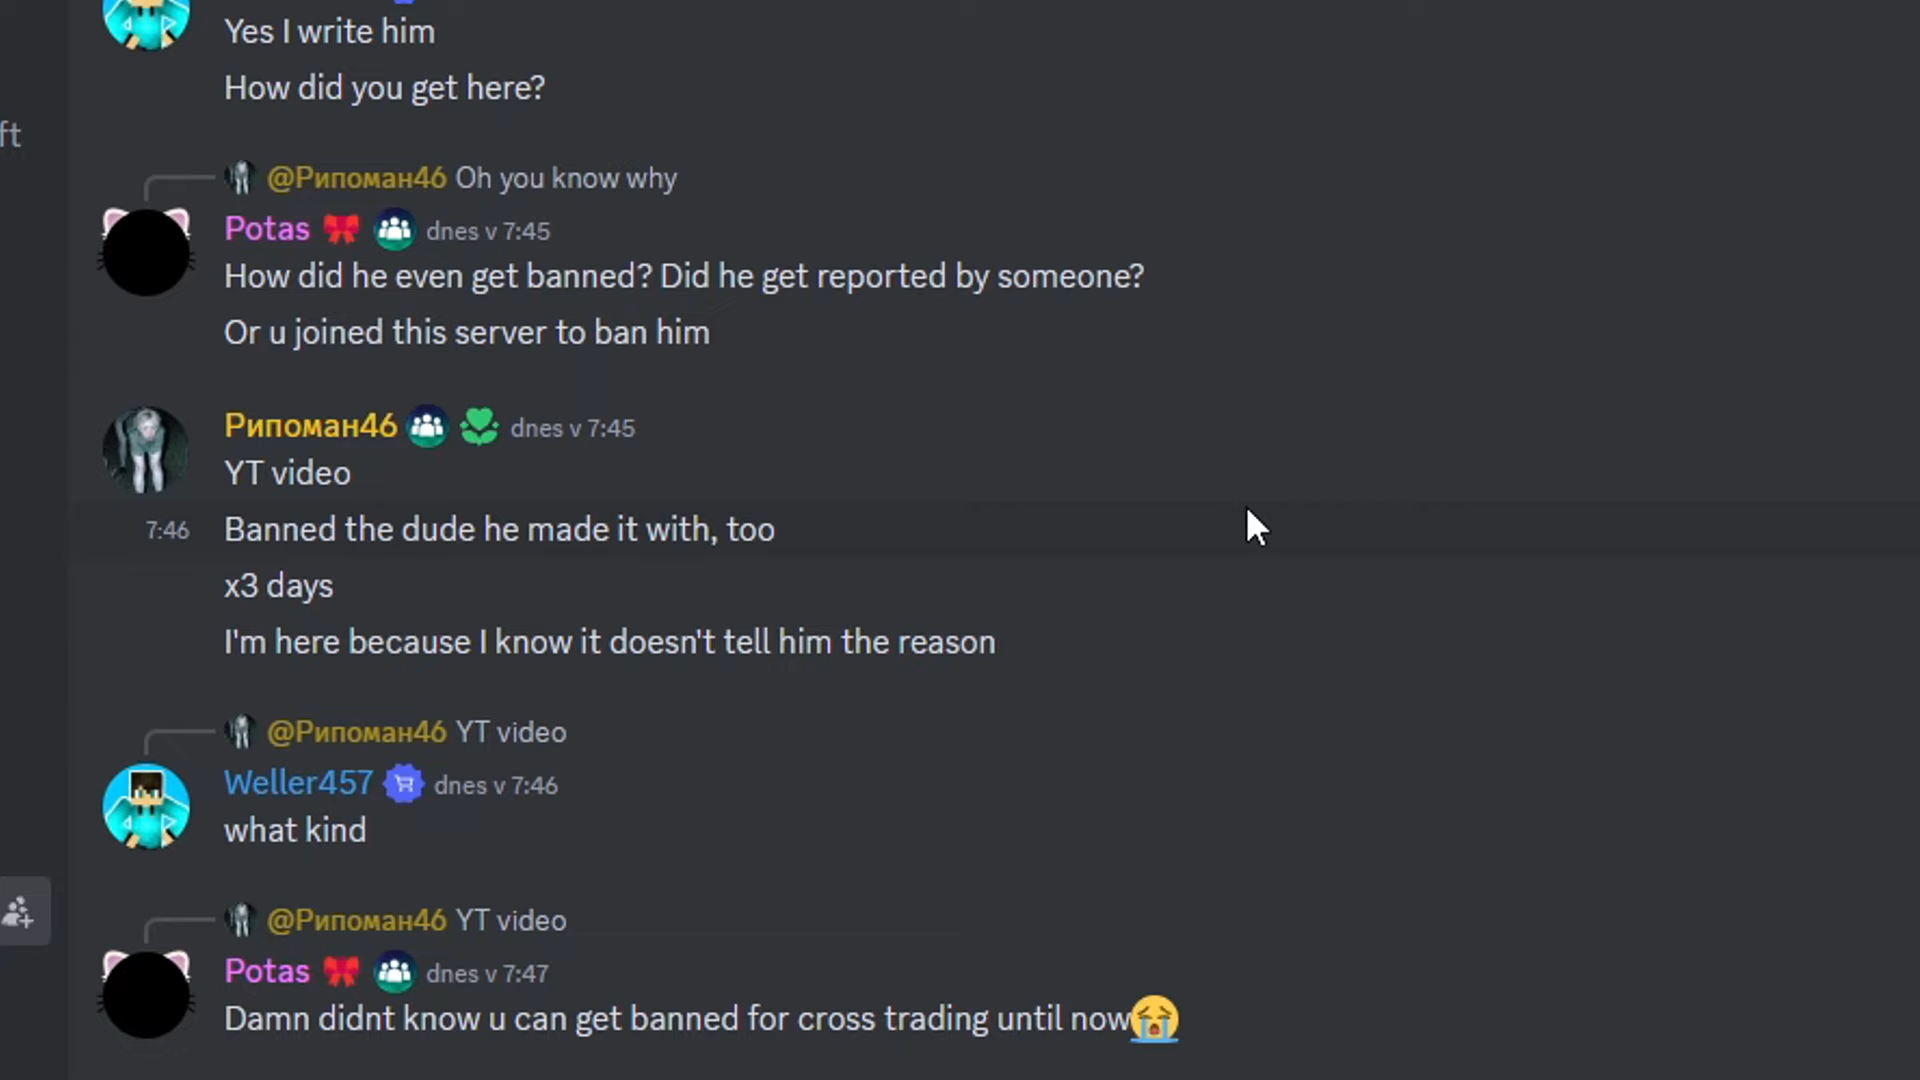 Yes I write him
How did you get here?
ft
@Рипоман46 Oh you know why
Potas dnes v 7:45
How did he even get banned? Did he get reported by someone?
Or u joined this server to ban him
Рипоман46 dnes v 7:45
YT video
7:46 Banned the dude he made it with, too
x3 days
I'm here because I know it doesn't tell him the reason
@Рипоман46 YT video
Weller457 dnes v 7:46
what kind
@Рипоман46 YT video
Potas dnes v 7:47
Damn didnt know u can get banned for cross trading until now😭